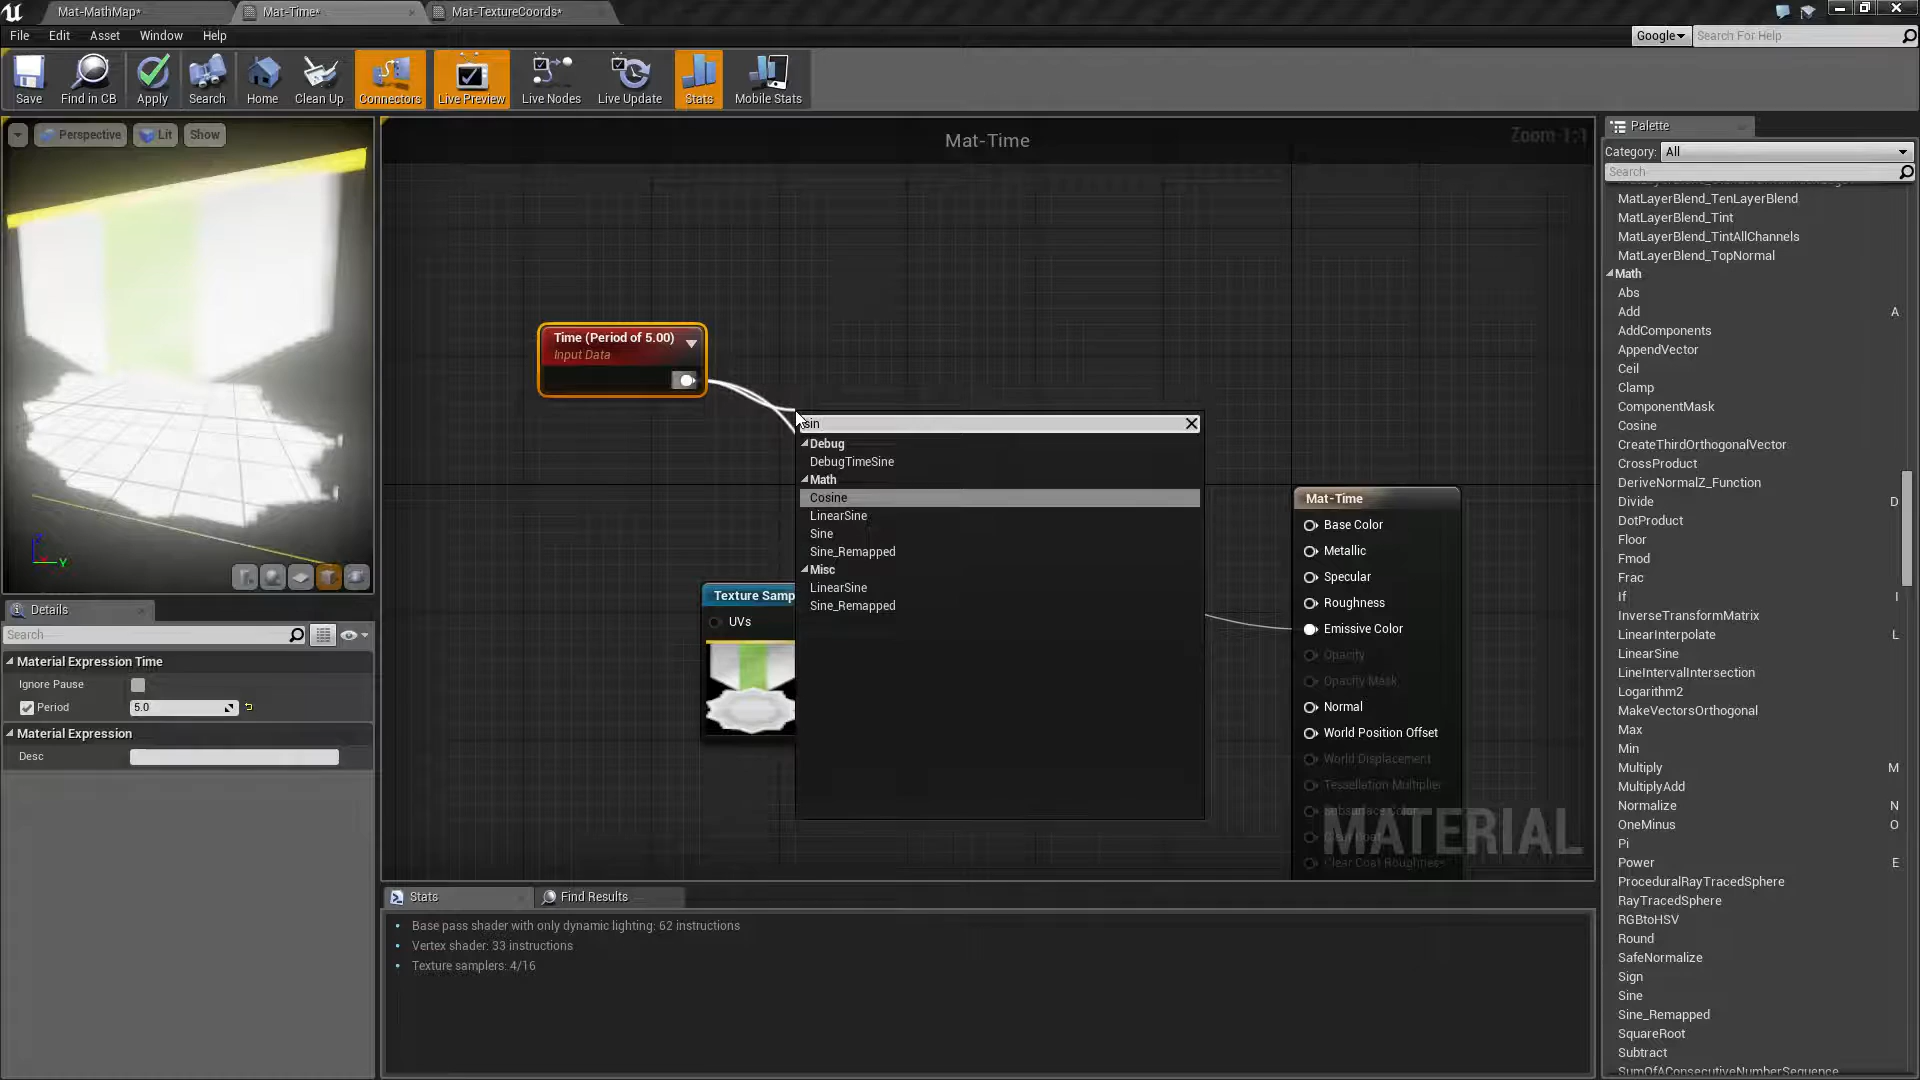 Mat-MathMap*
Mat-Time*
Mat-TextureCoords*
File Edit Asset Window Help
Google
Search For Help
Save
Find in CB
Apply
Search
Home
Clean Up
Connectors
Live Preview
Live Nodes
Live Update
Stats
Mobile Stats
Perspective
Lit
Show
Y
Details
Search
Material Expression Time
Ignore Pause
Period 5.0
Material Expression
Desc
Mat-Time
Zoom 1:1
Time (Period of 5.00)
Input Data
sin
Debug
DebugTimeSine
Math
Cosine
LinearSine
Sine
Sine_Remapped
Misc
LinearSine
Sine_Remapped
Texture Samp
UVs
Mat-Time
Base Color
Metallic
Specular
Roughness
Emissive Color
Opacity
Opacity Mask
Normal
World Position Offset
World Displacement
Tessellation Multiplier
Subsurface Color
Clear Coat
Clear Coat Roughness
MATERIAL
Stats
Find Results
Base pass shader with only dynamic lighting: 62 instructions
Vertex shader: 33 instructions
Texture samplers: 4/16
Palette
Category: All
Search
MatLayerBlend_TenLayerBlend
MatLayerBlend_Tint
MatLayerBlend_TintAllChannels
MatLayerBlend_TopNormal
Math
Abs
Add A
AddComponents
AppendVector
Ceil
Clamp
ComponentMask
Cosine
CreateThirdOrthogonalVector
CrossProduct
DeriveNormalZ_Function
Divide D
DotProduct
Floor
Fmod
Frac
If I
InverseTransformMatrix
LinearInterpolate L
LinearSine
LineIntervalIntersection
Logarithm2
MakeVectorsOrthogonal
Max
Min
Multiply M
MultiplyAdd
Normalize N
OneMinus O
Pi
Power E
ProceduralRayTracedSphere
RayTracedSphere
RGBtoHSV
Round
SafeNormalize
Sign
Sine
Sine_Remapped
SquareRoot
Subtract
SumOfAConsecutiveNumberSequence